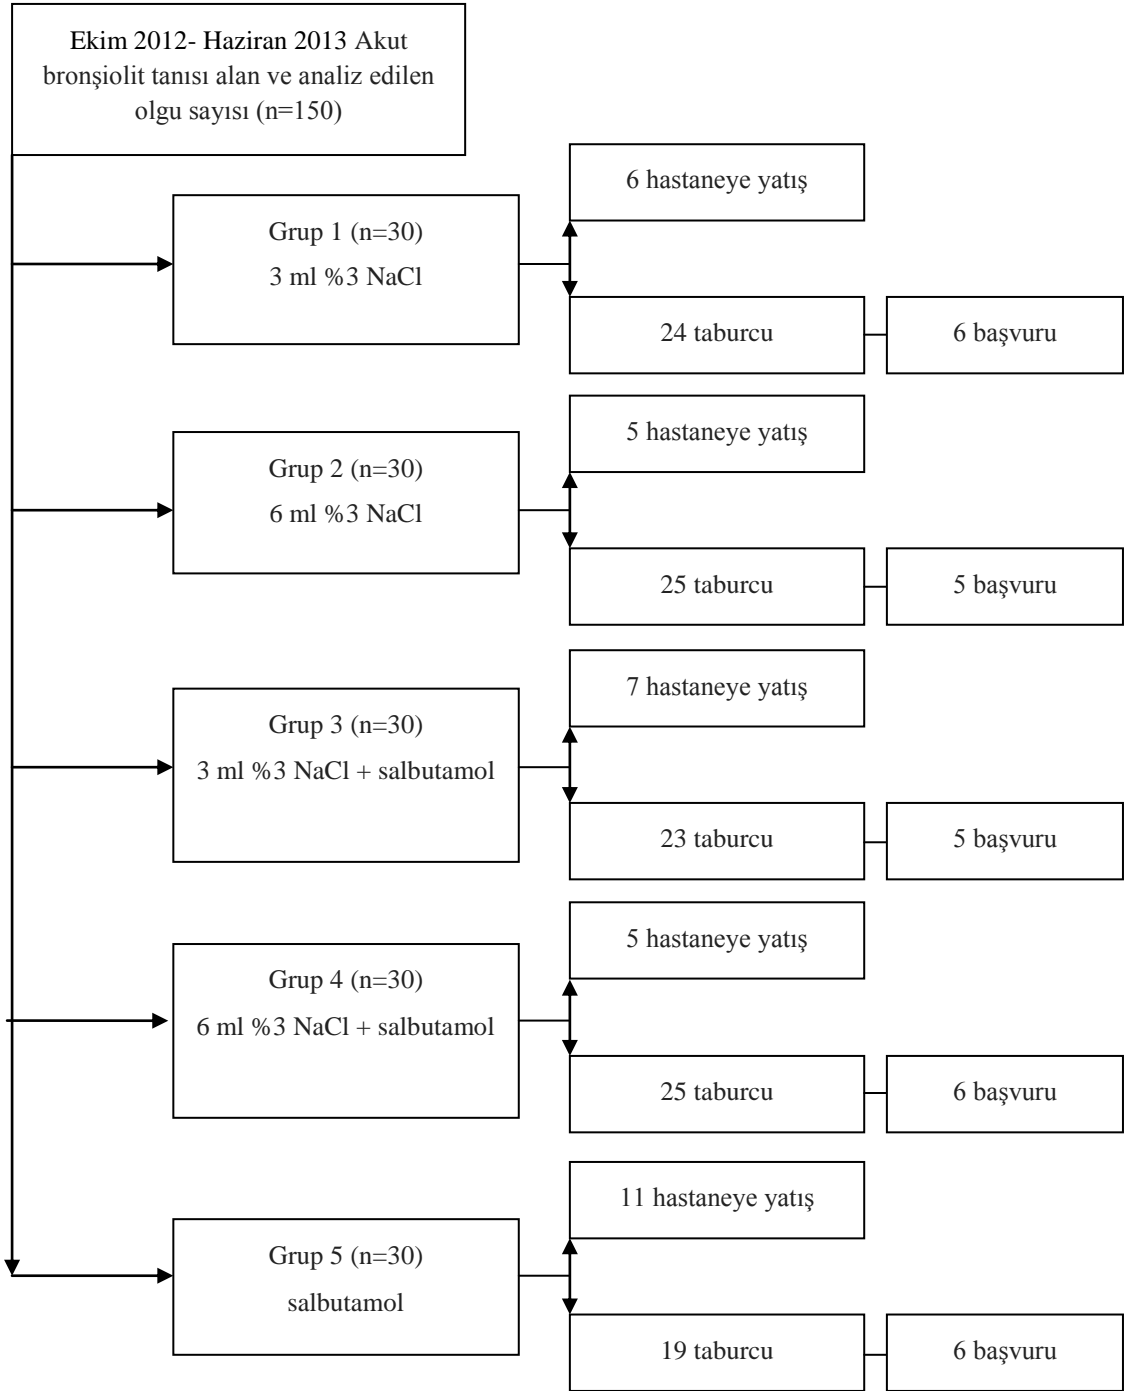 Ekim 2012- Haziran 2013 Akut
bronşiolit tanısı alan ve analiz edilen
olgu sayısı (n=150)
6 hastaneye yatış
Grup 1 (n=30)
3 ml %3 NaCl
24 taburcu
6 başvuru
5 hastaneye yatış
Grup 2 (n=30)
6 ml %3 NaCl
25 taburcu
5 başvuru
7 hastaneye yatış
Grup 3 (n=30)
3 ml %3 NaCl + salbutamol
23 taburcu
5 başvuru
5 hastaneye yatış
Grup 4 (n=30)
6 ml %3 NaCl + salbutamol
25 taburcu
6 başvuru
11 hastaneye yatış
Grup 5 (n=30)
salbutamol
19 taburcu
6 başvuru